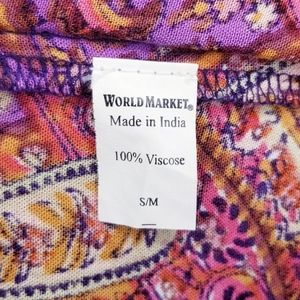 WORLD MARKET®
Made in India
100% Viscose
S/M